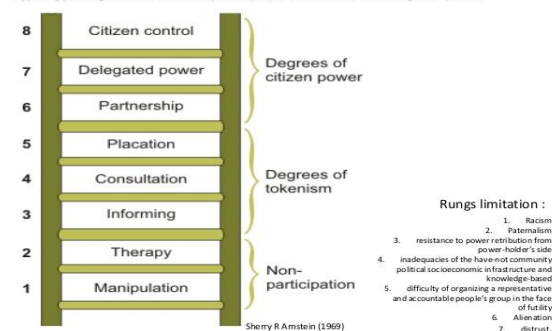 8 Citizen control
7 Delegated power
6 Partnership
Degrees of
citizen power
5 Placation
4 Consultation
3 Informing
Degrees of
tokenism
2 Therapy
1 Manipulation
Non-
participation
Sherry R Arnstein (1969)
Rungs limitation :
1. Racism
2. Paternalism
3. resistance to power retribution from
power-holder's side
4. inadequacies of the have-not community
political socioeconomic infrastructure and
knowledge-based
5. difficulty of organizing a representative
and accountable people's group in the face
of futility
6. Alienation
7. distrust.